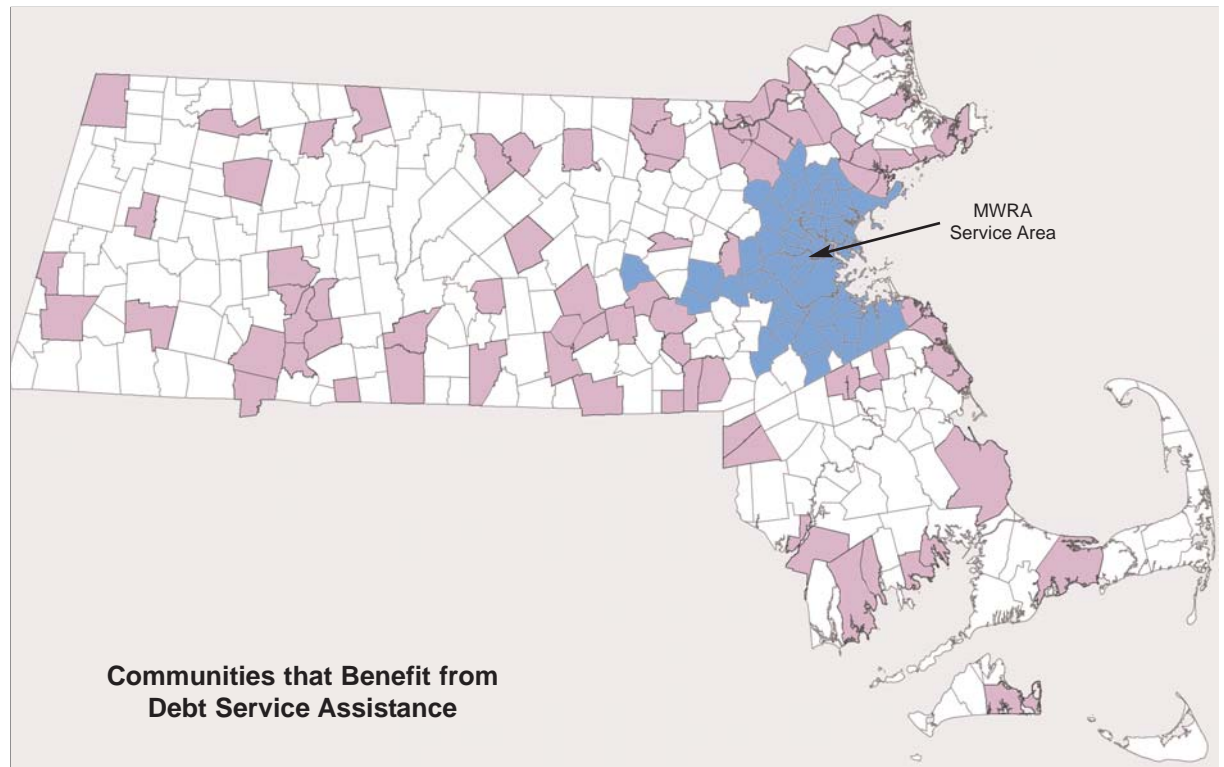 MWRA
Service Area
Communities that Benefit from
Debt Service Assistance